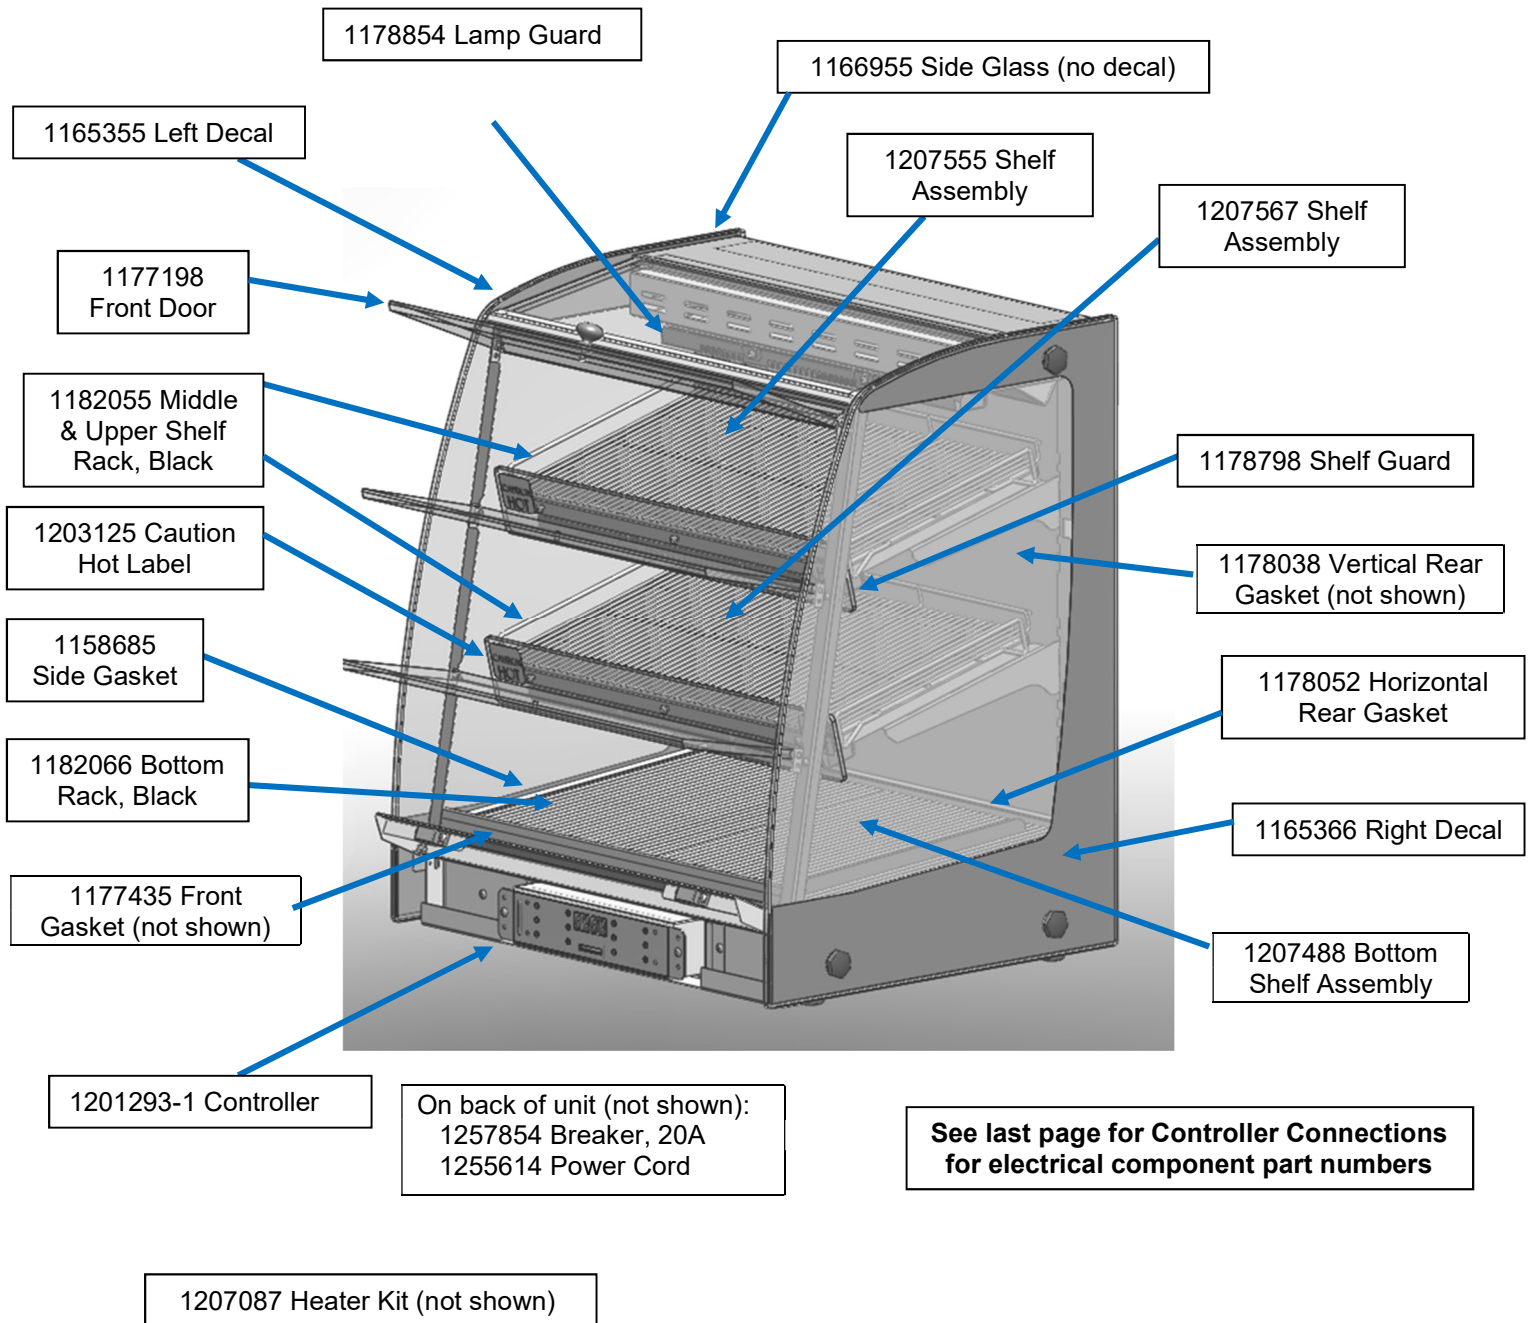 1178854 Lamp Guard
1166955 Side Glass (no decal)
1165355 Left Decal
1207555 Shelf
Assembly
1207567 Shelf
Assembly
1177198
Front Door
1182055 Middle
& Upper Shelf
Rack, Black
1178798 Shelf Guard
1203125 Caution
Hot Label
1178038 Vertical Rear
Gasket (not shown)
1158685
Side Gasket
1178052 Horizontal
Rear Gasket
1182066 Bottom
Rack, Black
1165366 Right Decal
1177435 Front
Gasket (not shown)
1207488 Bottom
Shelf Assembly
1201293-1 Controller
On back of unit (not shown):
1257854 Breaker, 20A
1255614 Power Cord
See last page for Controller Connections
for electrical component part numbers
1207087 Heater Kit (not shown)
CAUTION
HOT
CAUTION
HOT